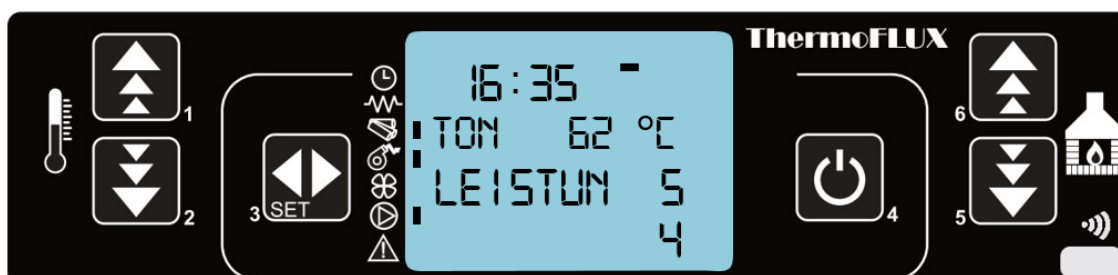 ThermoFLUX
16:35
TON 62 °C
LEISTUN 5
4
1
2
3 SET
4
6
5